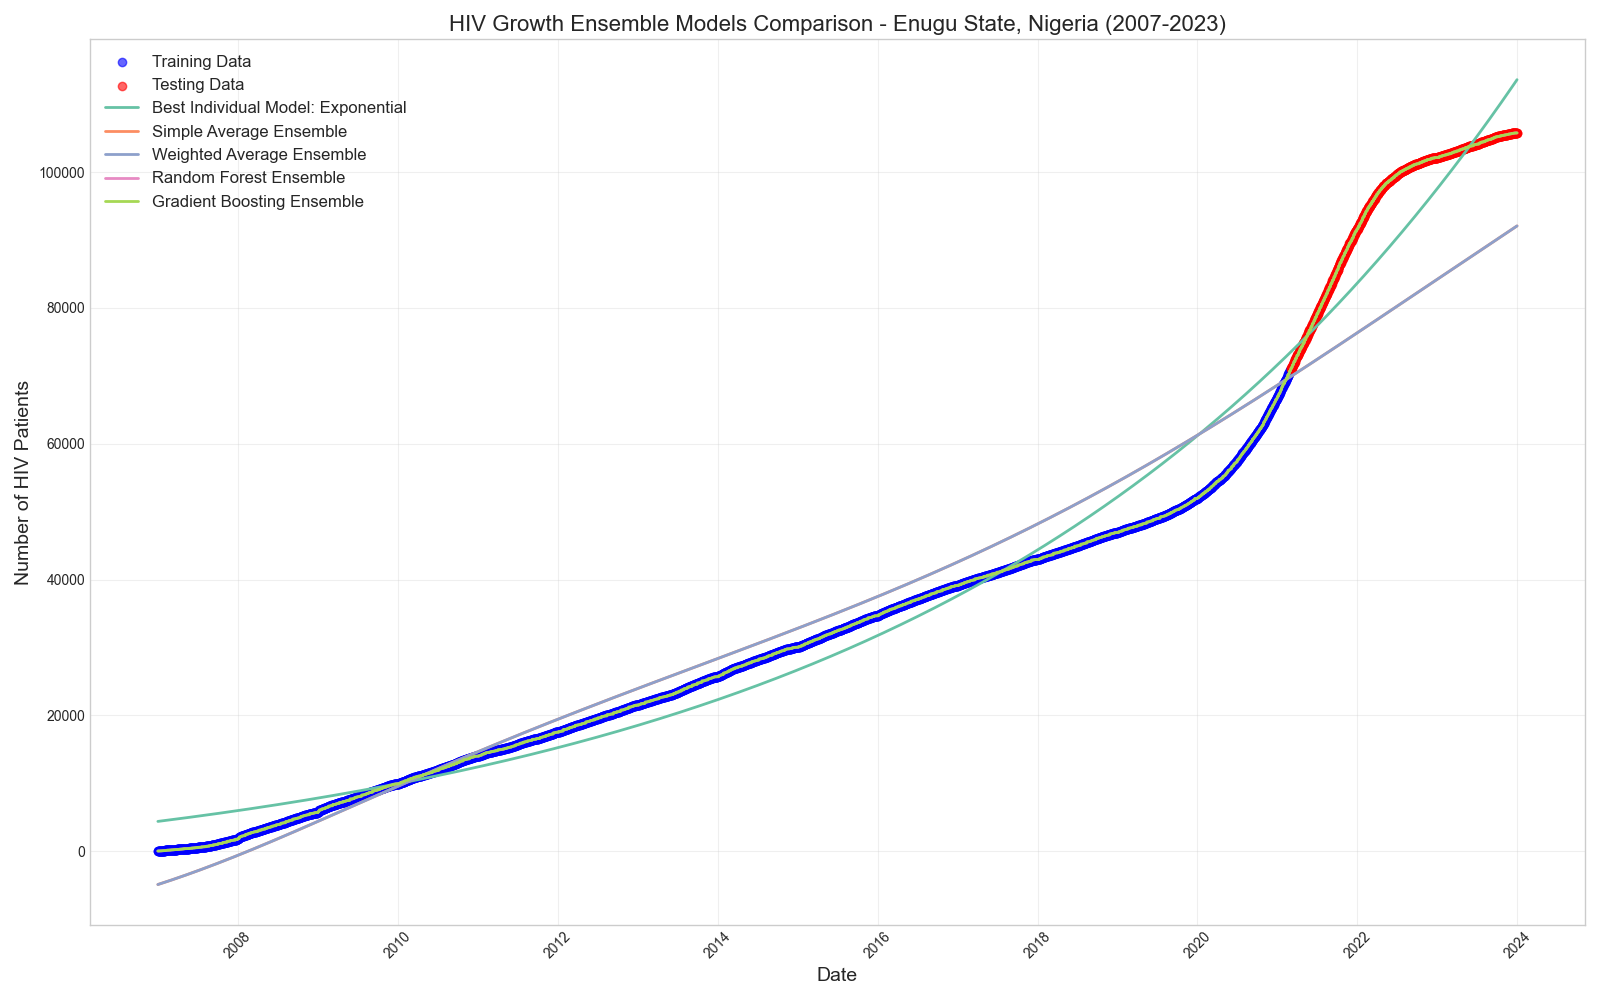 HIV Growth Ensemble Models Comparison - Enugu State, Nigeria (2007-2023)
Training Data
Testing Data
Best Individual Model: Exponential
Simple Average Ensemble
Weighted Average Ensemble
Random Forest Ensemble
Gradient Boosting Ensemble
100000
80000
60000
40000
20000
0
Number of HIV Patients
2008
2010
2012
2014
2016
2018
2020
2022
2024
Date